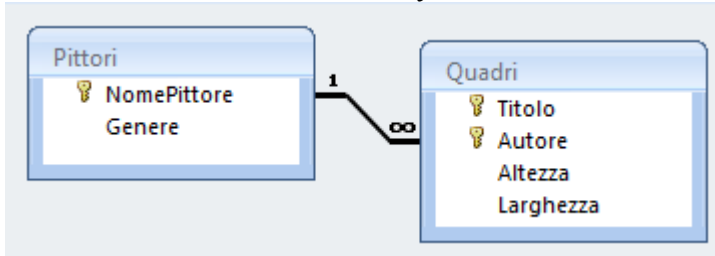 Pittori
NomePittore
Genere
1
∞
Quadri
Titolo
Autore
Altezza
Larghezza